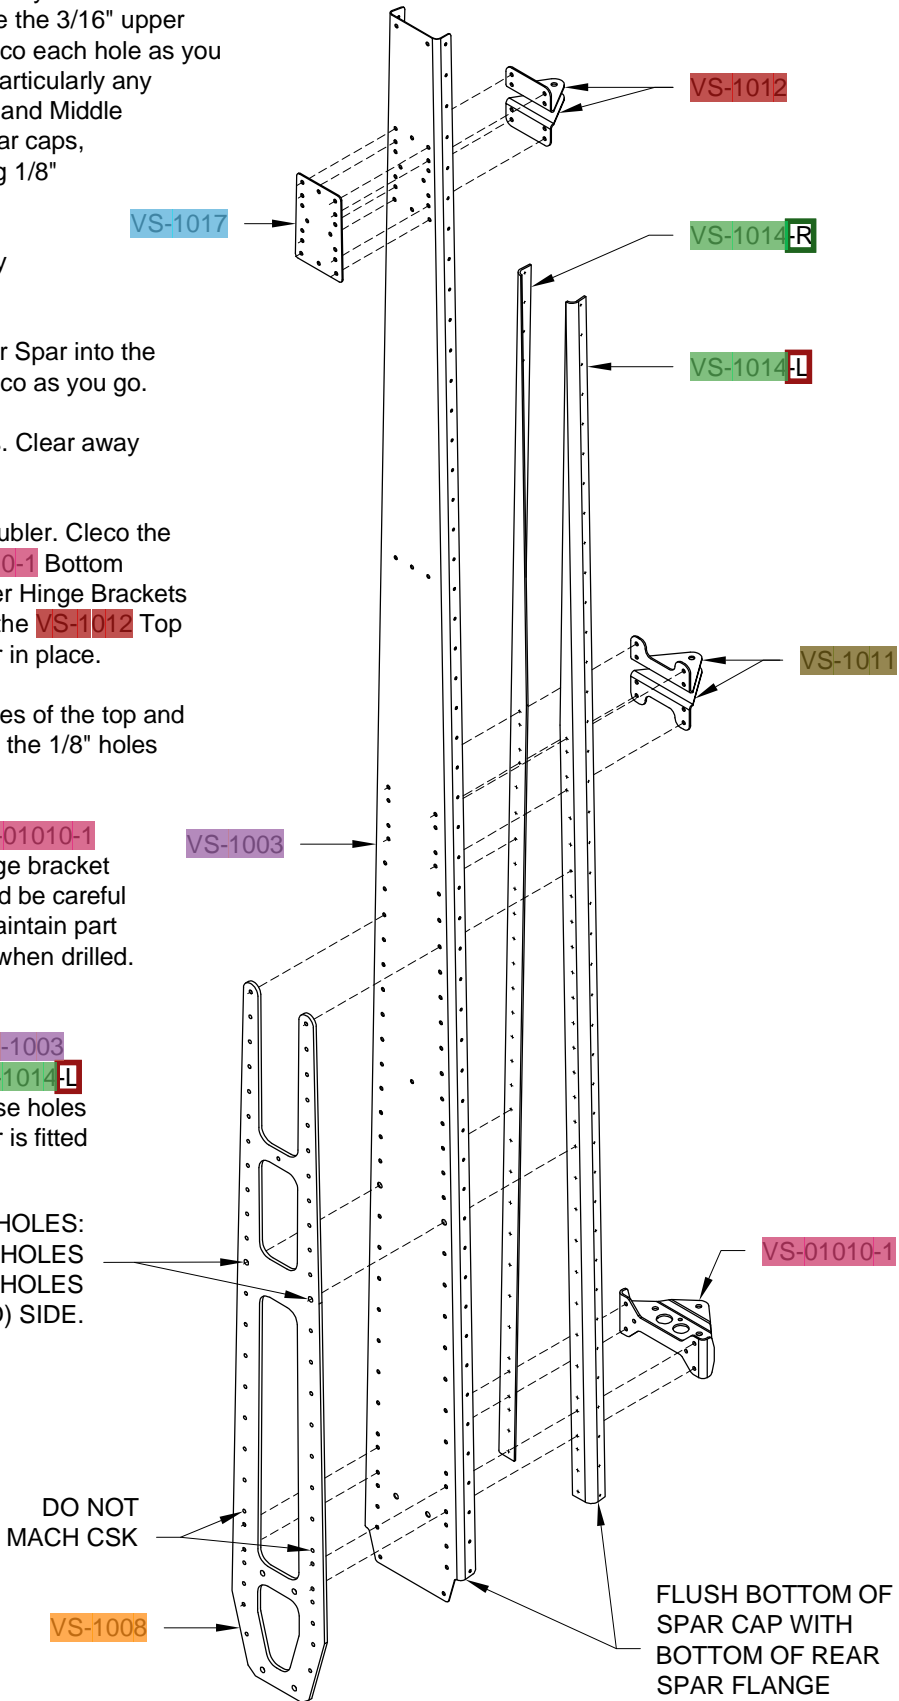 e the 3/16" upper
co each hole as you
articularly any
and Middle
ar caps,
g 1/8"
VS-1012
VS-1017
VS-1014-R
y
r Spar into the
co as you go.
VS-1014-L
. Clear away
ubler. Cleco the
0-1 Bottom
er Hinge Brackets
the VS-1012 Top
r in place.
VS-1011
es of the top and
the 1/8" holes
-01010-1
VS-1003
ge bracket
d be careful
aintain part
when drilled.
-1003
1014-L
se holes
r is fitted
HOLES:
HOLES
HOLES
) SIDE.
VS-01010-1
DO NOT
MACH CSK
VS-1008
FLUSH BOTTOM OF
SPAR CAP WITH
BOTTOM OF REAR
SPAR FLANGE